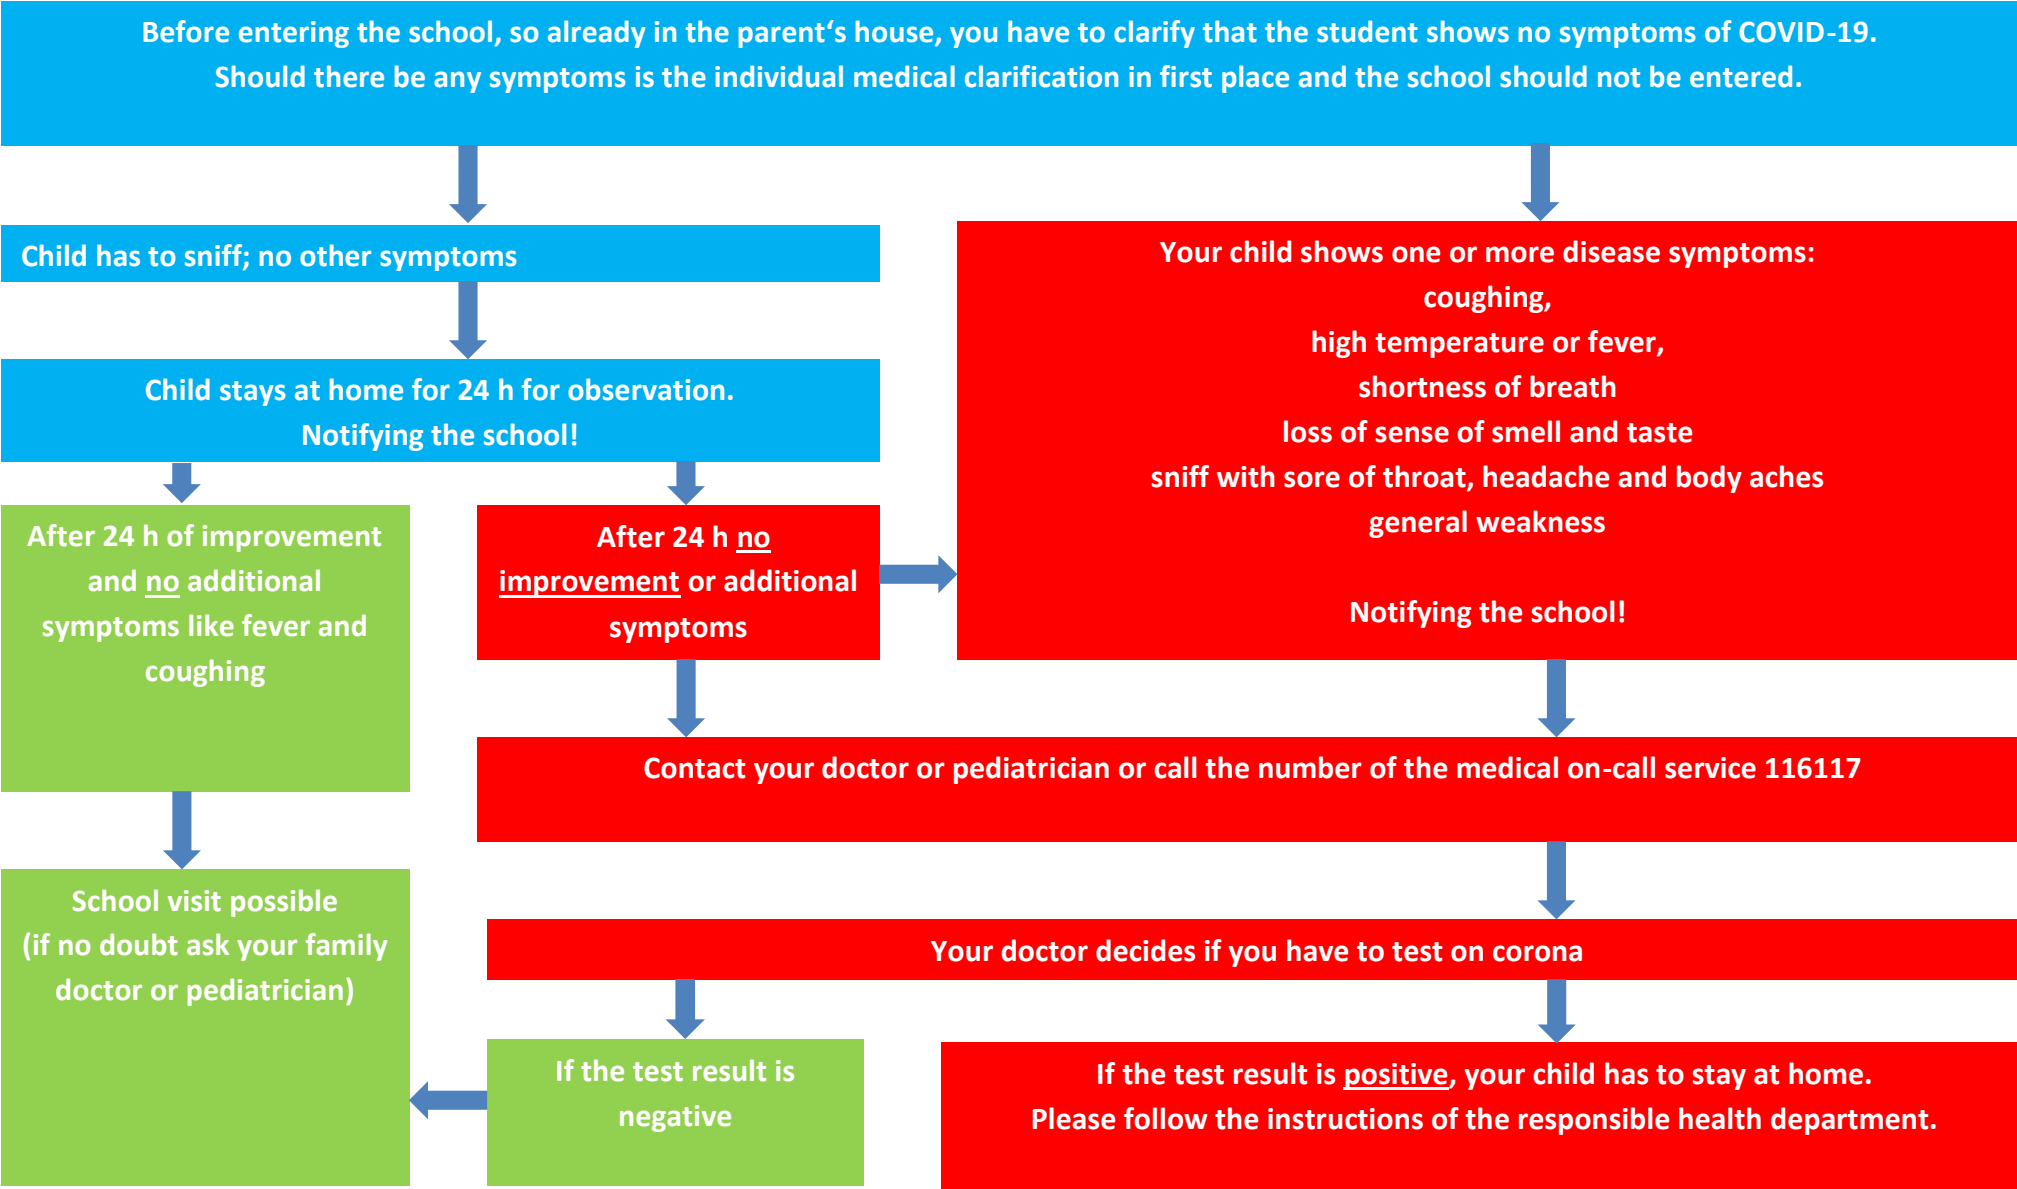 Before entering the school, so already in the parent‘s house, you have to clarify that the student shows no symptoms of COVID-19.
Should there be any symptoms is the individual medical clarification in first place and the school should not be entered.
Child has to sniff; no other symptoms
Child stays at home for 24 h for observation.
Notifying the school!
After 24 h of improvement
and no additional
symptoms like fever and
coughing
After 24 h no
improvement or additional
symptoms
Your child shows one or more disease symptoms:
coughing,
high temperature or fever,
shortness of breath
loss of sense of smell and taste
sniff with sore of throat, headache and body aches
general weakness
Notifying the school!
Contact your doctor or pediatrician or call the number of the medical on-call service 116117
School visit possible
(if no doubt ask your family
doctor or pediatrician)
Your doctor decides if you have to test on corona
If the test result is
negative
If the test result is positive, your child has to stay at home.
Please follow the instructions of the responsible health department.